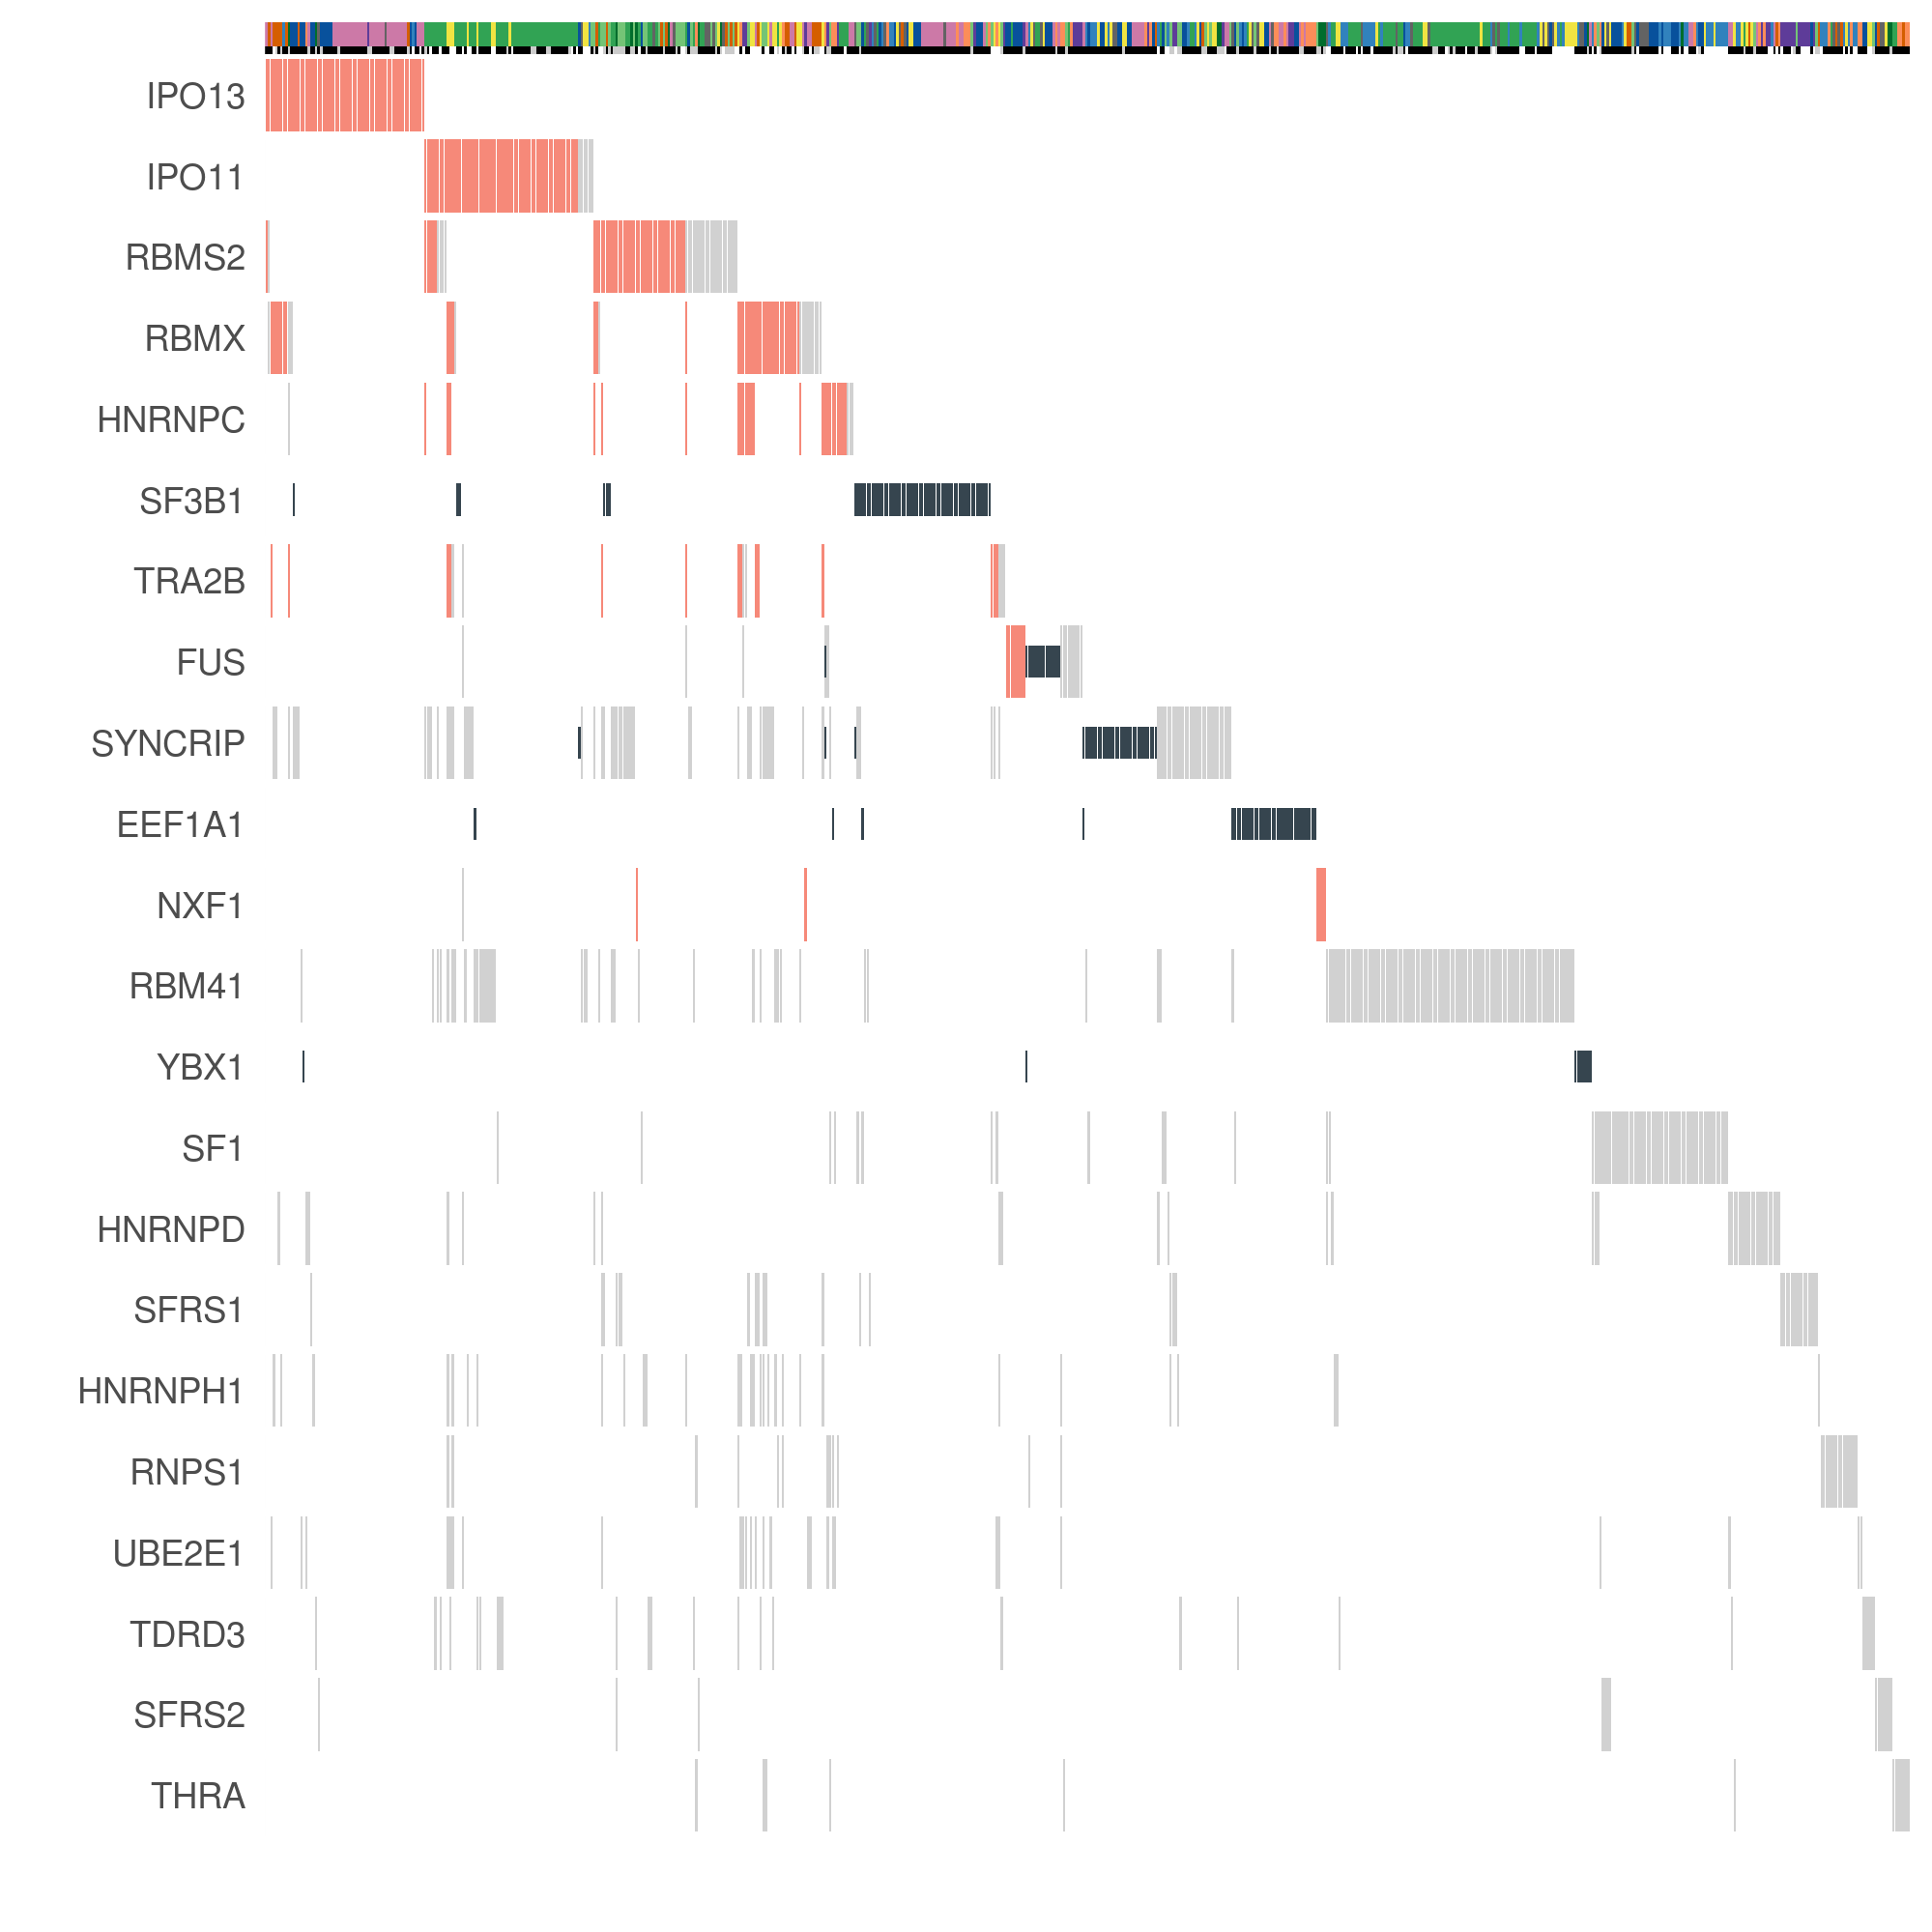 IPO13
IPO11
RBMS2
RBMX
HNRNPC
SF3B1
TRA2B
FUS
SYNCRIP
EEF1A1
NXF1
RBM41
YBX1
SF1
HNRNPD
SFRS1
HNRNPH1
RNPS1
UBE2E1
TDRD3
SFRS2
THRA